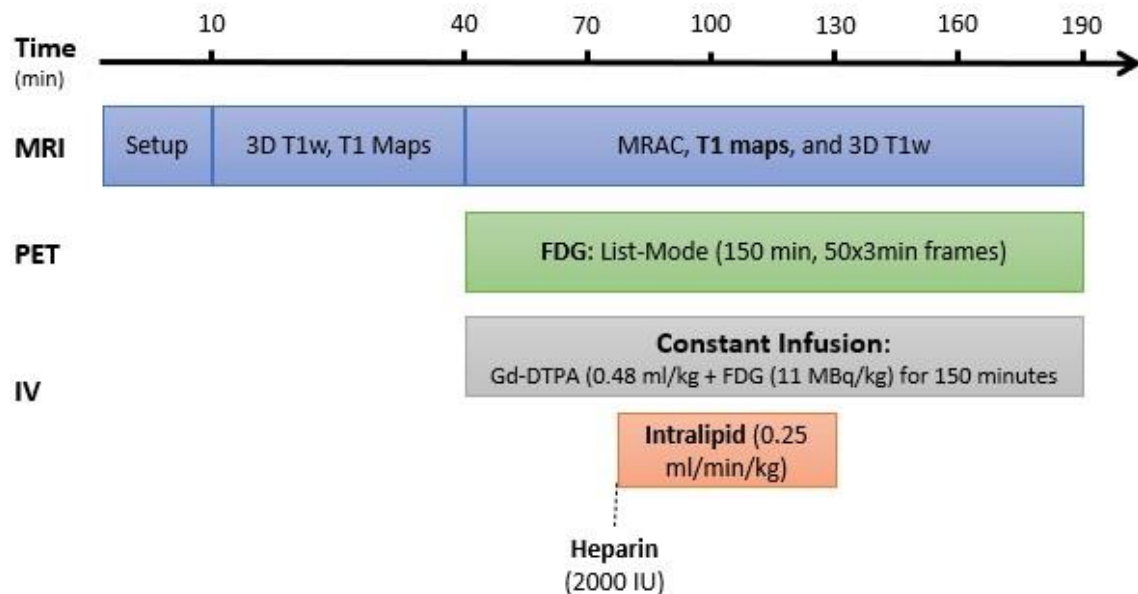 Time
(min)
10 40 70 100 130 160 190
MRI
Setup
3D T1w, T1 Maps
MRAC, T1 maps, and 3D T1w
PET
FDG: List-Mode (150 min, 50x3min frames)
IV
Constant Infusion:
Gd-DTPA (0.48 ml/kg + FDG (11 MBq/kg) for 150 minutes
Intralipid (0.25
ml/min/kg)
Heparin
(2000 IU)